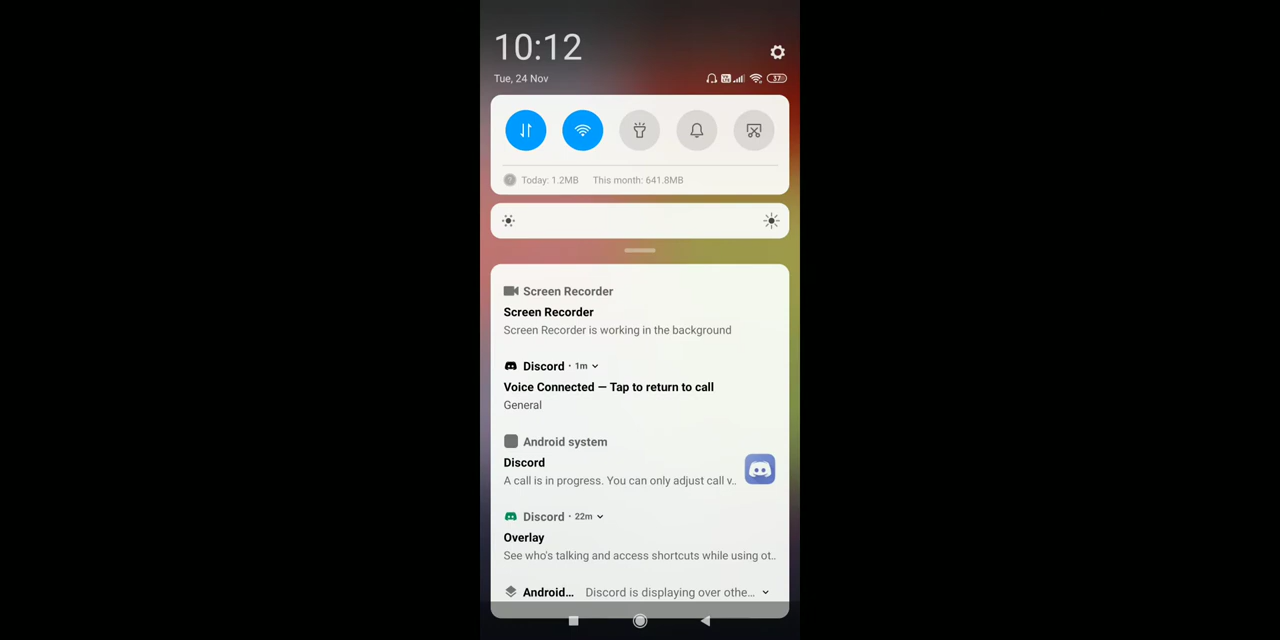 10:12
Tue, 24 Nov
37
Today: 1.2MB This month: 641.8MB
Screen Recorder
Screen Recorder
Screen Recorder is working in the background
Discord · 1m
Voice Connected — Tap to return to call
General
Android system
Discord
A call is in progress. You can only adjust call v..
Discord · 22m
Overlay
See who's talking and access shortcuts while using ot..
Android... Discord is displaying over othe...